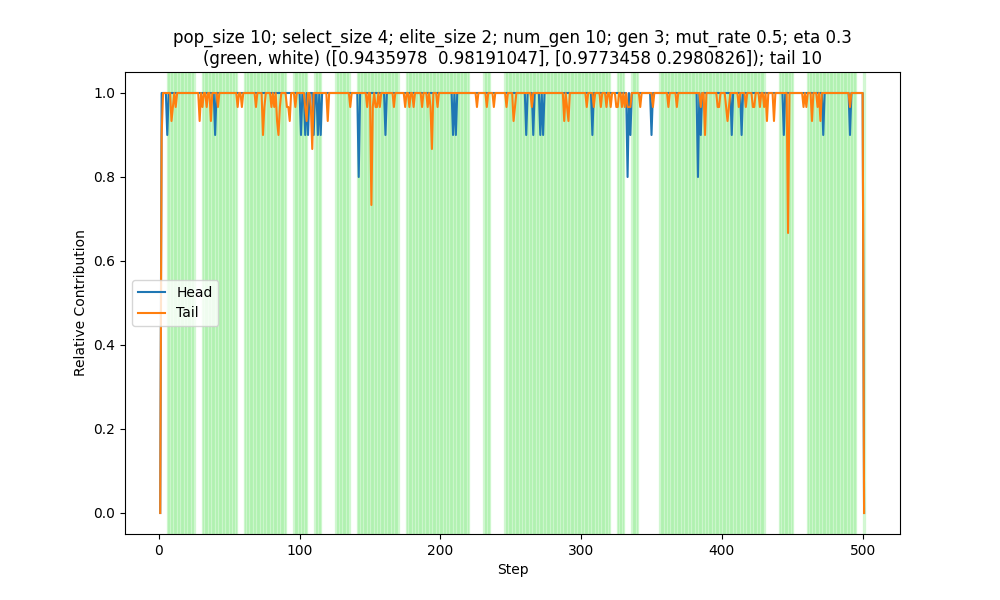 pop_size 10; select_size 4; elite_size 2; num_gen 10; gen 3; mut_rate 0.5; eta 0.3
(green, white) ([0.9435978  0.98191047], [0.9773458 0.2980826]); tail 10
1.0
0.8
0.6
0.4
0.2
0.0
Relative Contribution
Head
Tail
0
100
200
300
400
500
Step